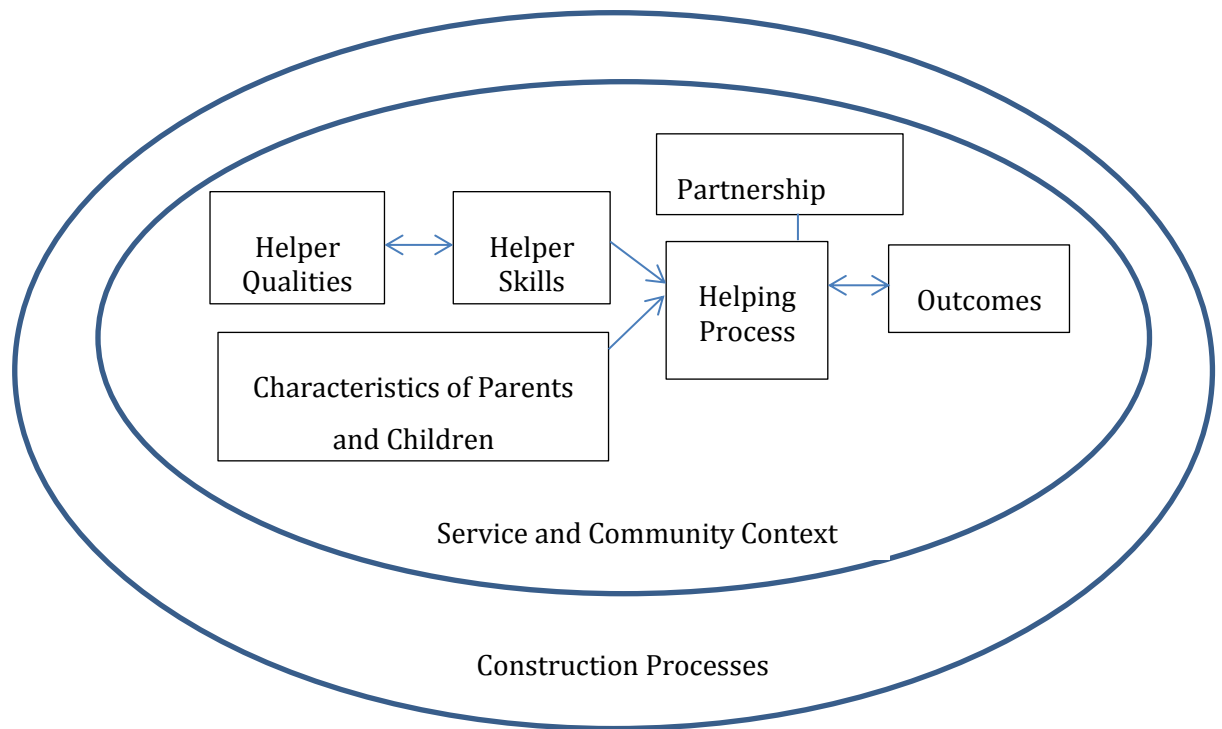 Partnership
Helper
Qualities
Helper
Skills
Helping
Process
Outcomes
Characteristics of Parents
and Children
Service and Community Context
Construction Processes